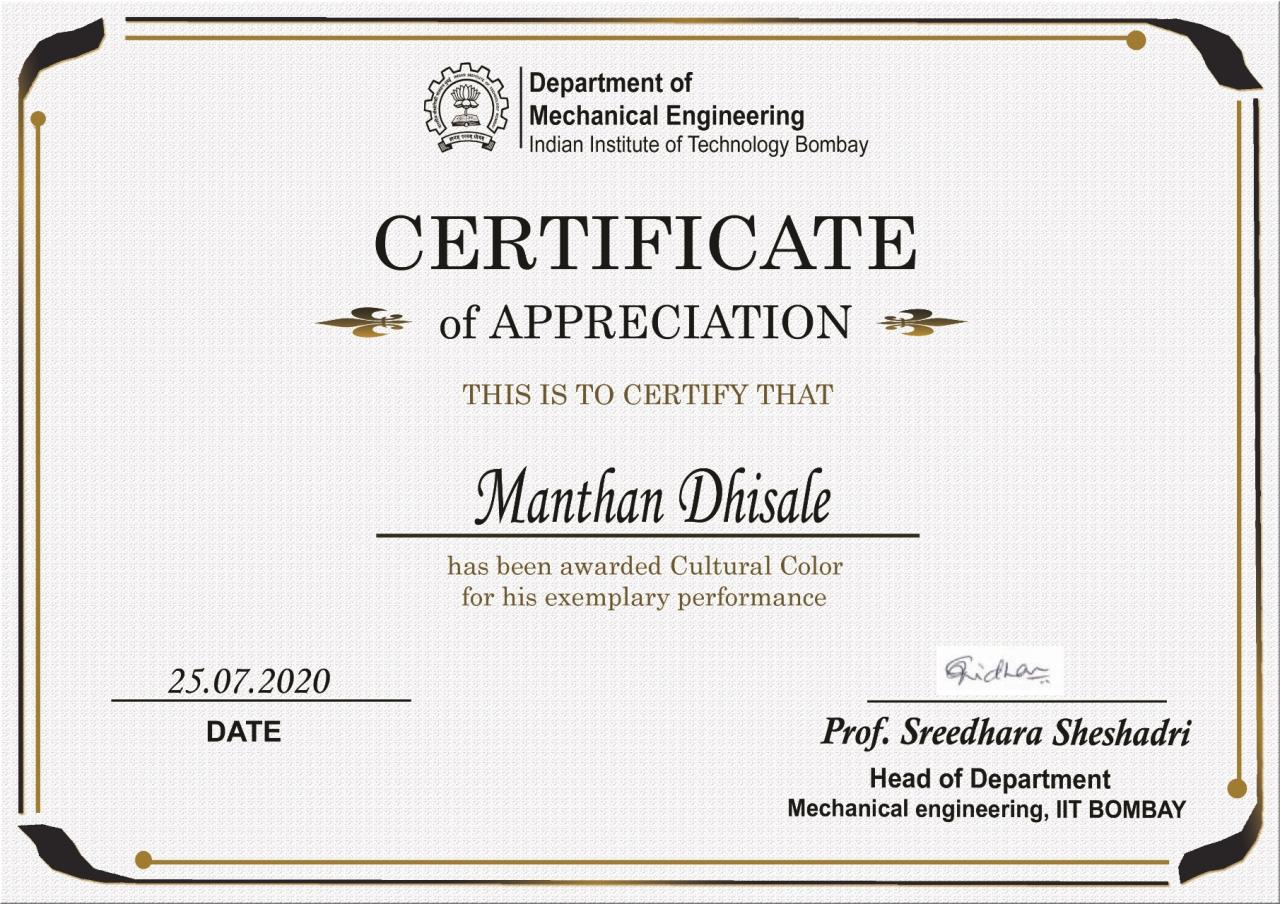 Department of
Mechanical Engineering
Indian Institute of Technology Bombay
CERTIFICATE
of APPRECIATION
THIS IS TO CERTIFY THAT
Manthan Dhisale
has been awarded Cultural Color
for his exemplary performance
25.07.2020
DATE
Prof. Sreedhara Sheshadri
Head of Department
Mechanical engineering, IIT BOMBAY